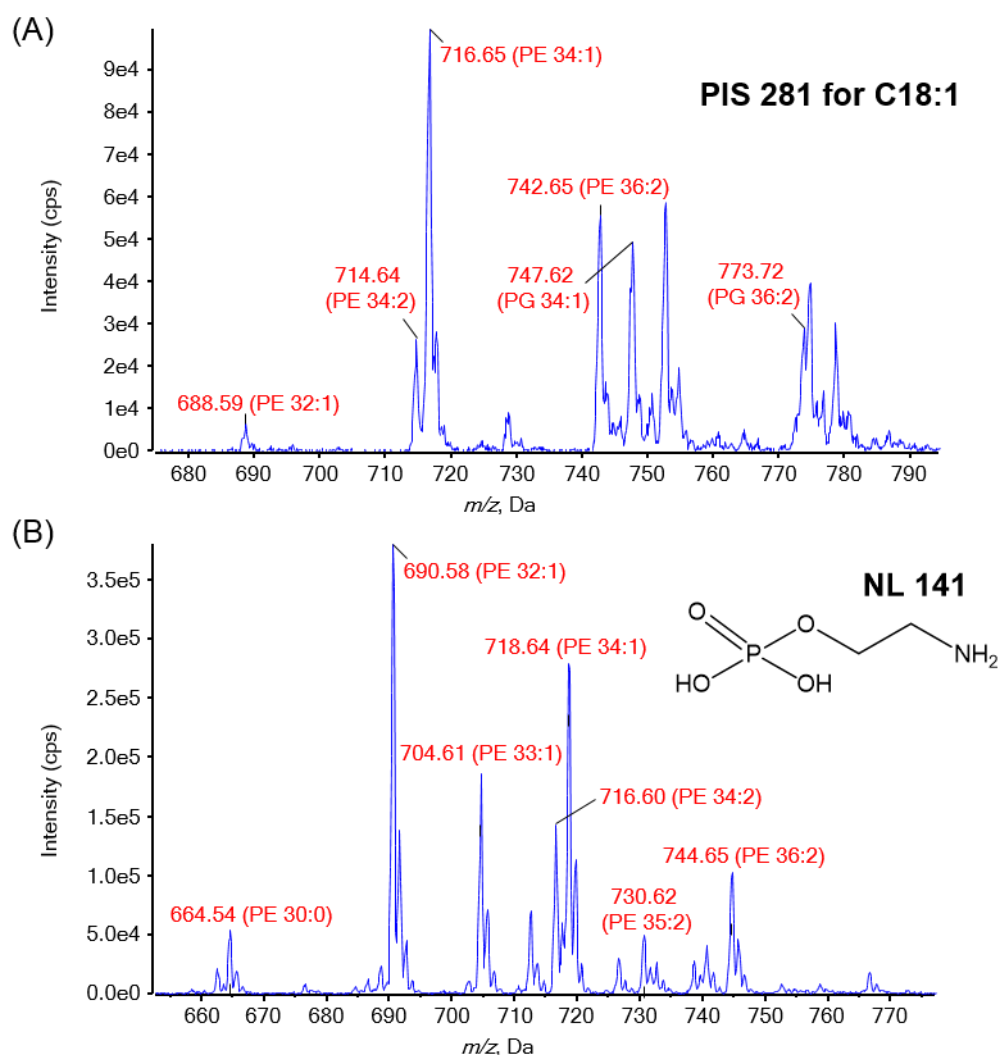 (A)
716.65 (PE 34:1)
PIS 281 for C18:1
742.65 (PE 36:2)
714.64
(PE 34:2)
747.62
(PG 34:1)
773.72
(PG 36:2)
688.59 (PE 32:1)
Intensity (cps)
9e4
8e4
7e4
6e4
5e4
4e4
3e4
2e4
1e4
0e0
680 690 700 710 720 730 740 750 760 770 780 790
m/z, Da
(B)
690.58 (PE 32:1)
NL 141
718.64 (PE 34:1)
O
O
P
NH2
HO
OH
704.61 (PE 33:1)
716.60 (PE 34:2)
744.65 (PE 36:2)
730.62
(PE 35:2)
664.54 (PE 30:0)
Intensity (cps)
3.5e5
3.0e5
2.5e5
2.0e5
1.5e5
1.0e5
5.0e4
0.0e0
660 670 680 690 700 710 720 730 740 750 760 770
m/z, Da